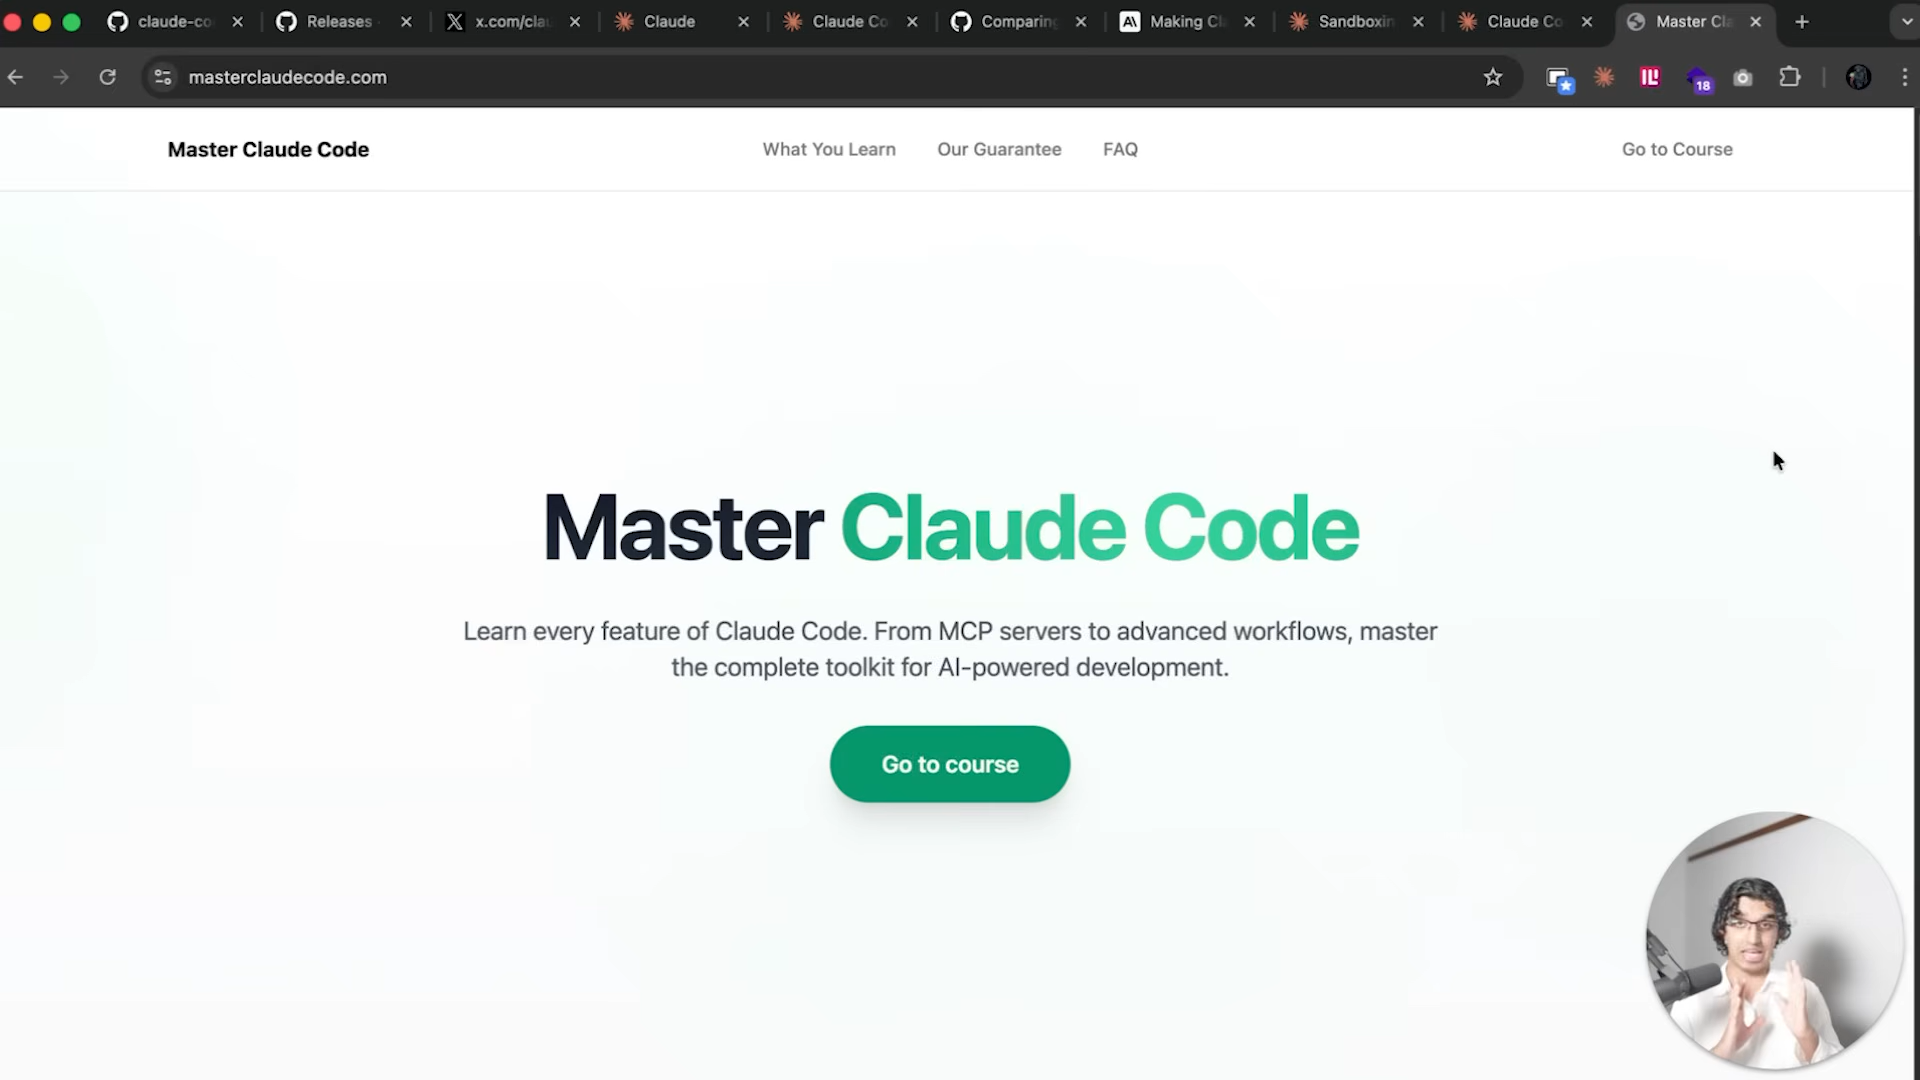 claude-co
Releases
x.com/clau
Claude
Claude Co
Comparing
Making Cl
Sandboxin
Claude Co
Master Cla
masterclaudecode.com
18
Master Claude Code
What You Learn
Our Guarantee
FAQ
Go to Course
Master Claude Code
Learn every feature of Claude Code. From MCP servers to advanced workflows, master
the complete toolkit for AI-powered development.
Go to course